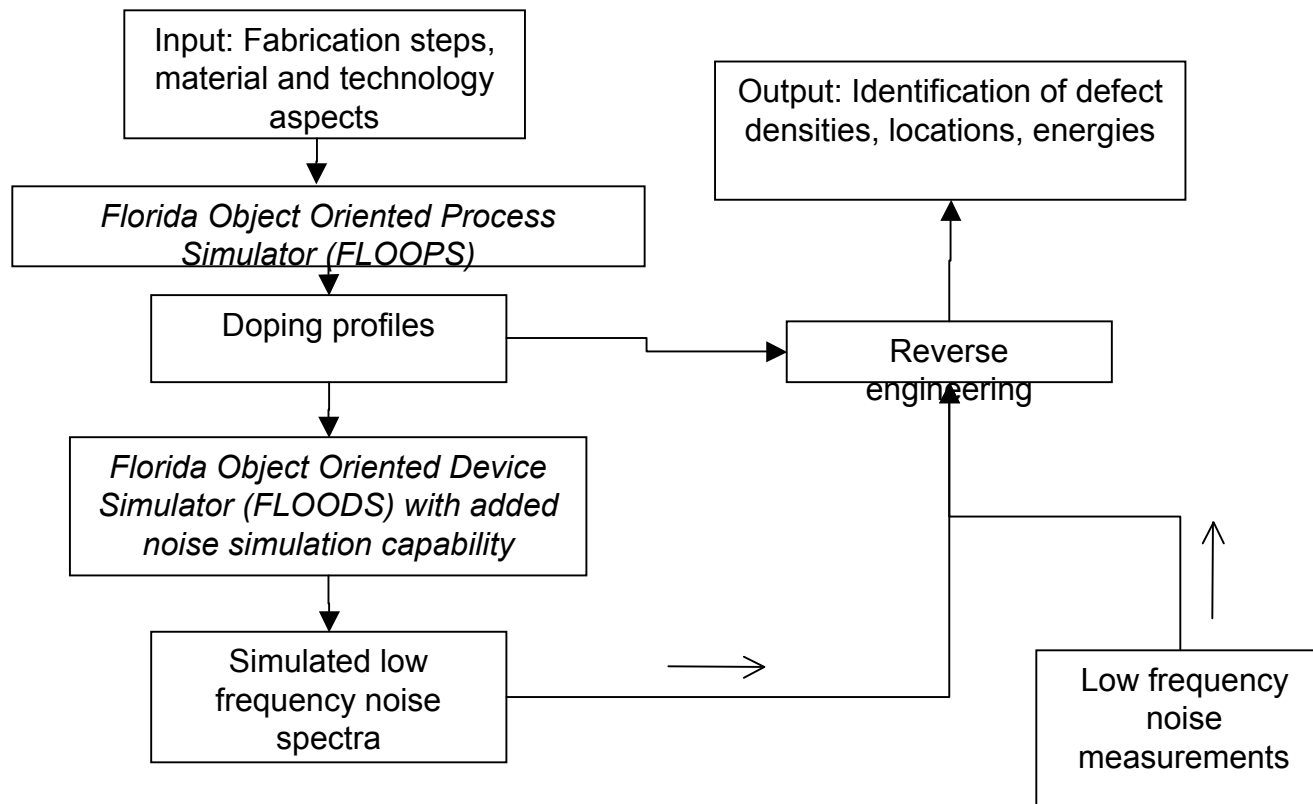 Input: Fabrication steps,
material and technology
aspects
Output: Identification of defect
densities, locations, energies
Florida Object Oriented Process
Simulator (FLOOPS)
Doping profiles
Reverse
engineering
Florida Object Oriented Device
Simulator (FLOODS) with added
noise simulation capability
Simulated low
frequency noise
spectra
Low frequency
noise
measurements